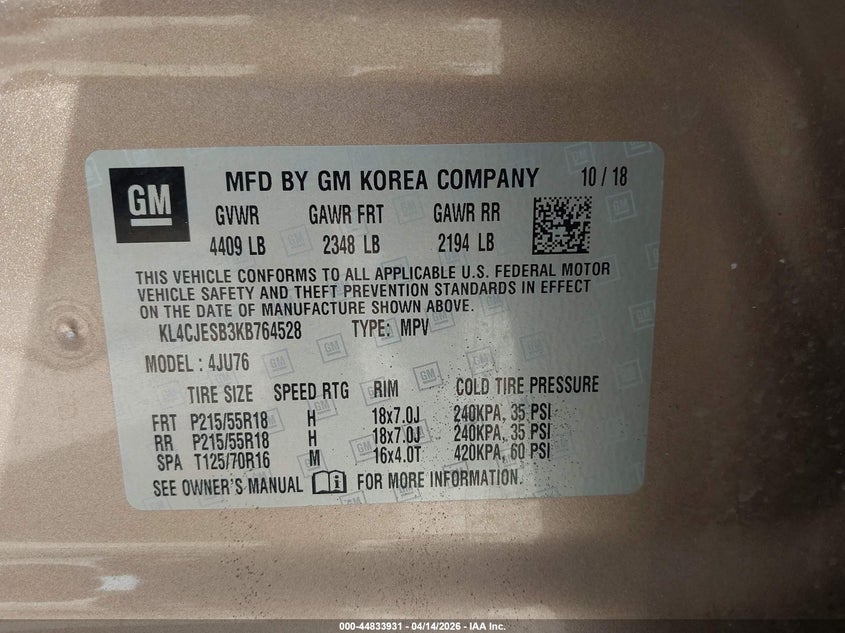 GM MFD BY GM KOREA COMPANY 10 / 18
GVWR GAWR FRT GAWR RR
4409 LB 2348 LB 2194 LB
THIS VEHICLE CONFORMS TO ALL APPLICABLE U.S. FEDERAL MOTOR
VEHICLE SAFETY AND THEFT PREVENTION STANDARDS IN EFFECT
ON THE DATE OF MANUFACTURE SHOWN ABOVE.
KL4CJESB3KB764528 TYPE: MPV
MODEL : 4JU76
TIRE SIZE SPEED RTG RIM COLD TIRE PRESSURE
FRT P215/55R18 H 18x7.0J 240KPA, 35 PSI
RR P215/55R18 H 18x7.0J 240KPA, 35 PSI
SPA T125/70R16 M 16x4.0T 420KPA, 60 PSI
SEE OWNER'S MANUAL i FOR MORE INFORMATION.
000-44833931 - 04/14/2026 - IAA Inc.